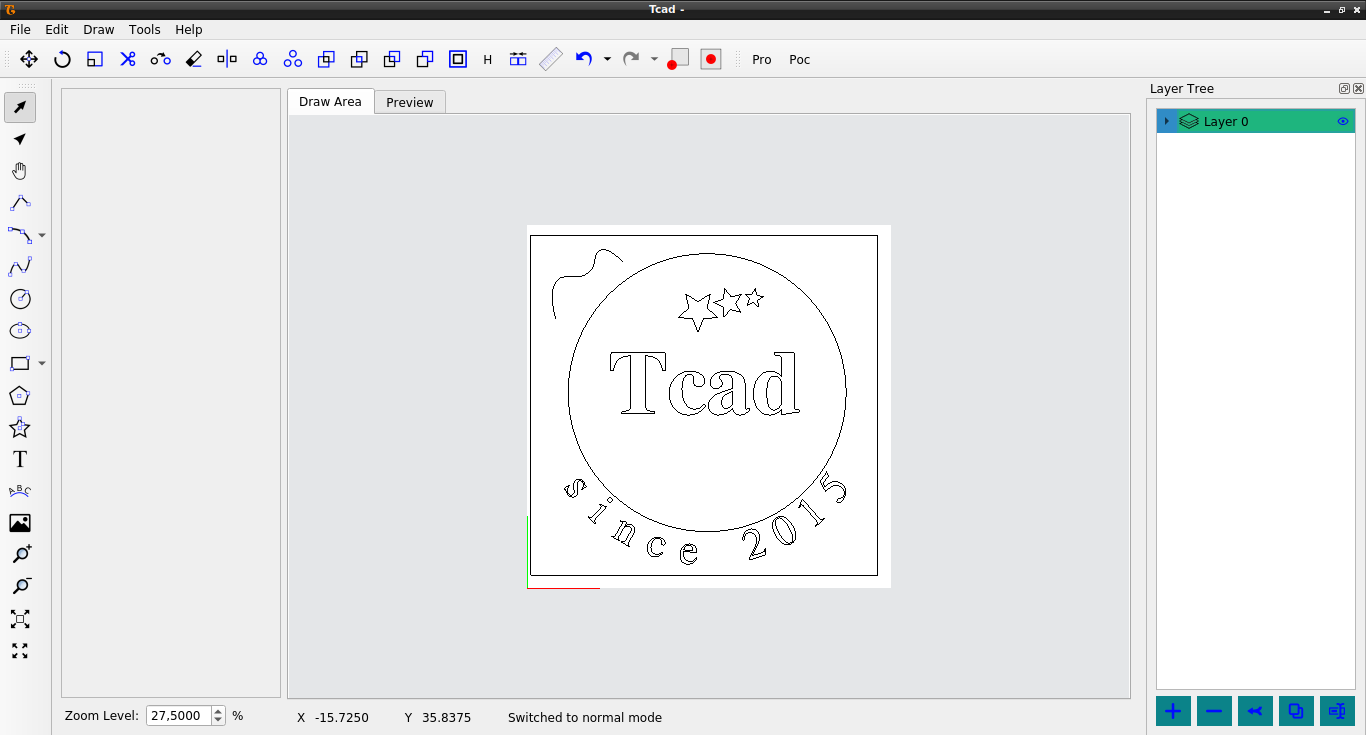 Tcad -
File Edit Draw Tools Help
H Pro Poc
Draw Area Preview
Layer Tree
Layer 0
T
ABC
Tcad
since 2015
Zoom Level: 27,5000 %
X -15.7250 Y 35.8375 Switched to normal mode